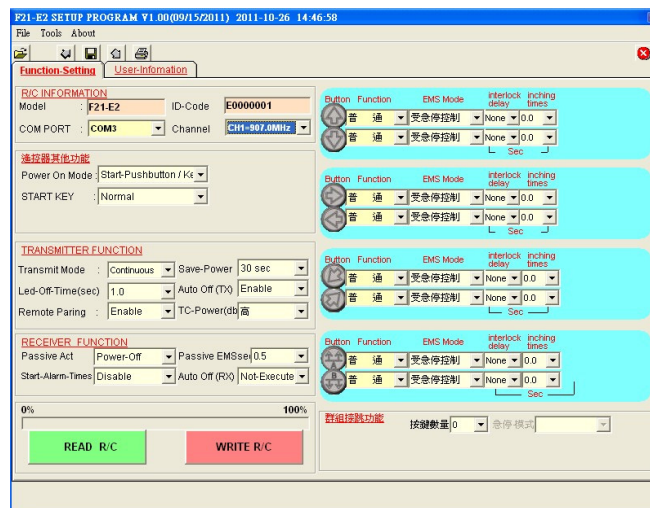 F21-E2 SETUP PROGRAM V1.00(09/15/2011)  2011-10-26  14:46:58
File  Tools  About
Function-Setting  User-Infomation
R/C INFORMATION
Model : F21-E2  ID-Code  E0000001
COM PORT : COM3  Channel  CH1=907.0MHz
遙控器其他功能
Power On Mode : Start-Pushbutton / Ke
START KEY : Normal
TRANSMITTER FUNCTION
Transmit Mode : Continuous  Save-Power  30 sec
Led-Off-Time(sec)  1.0  Auto Off (TX)  Enable
Remote Paring : Enable  TC-Power(db  高
RECEIVER FUNCTION
Passive Act  Power-Off  Passive EMSsei  0.5
Start-Alarm-Times  Disable  Auto Off (RX)  Not-Execute
0%  100%
READ R/C  WRITE R/C
Button  Function  EMS Mode  interlock delay  inching times
普 通  受急停控制  None  0.0
普 通  受急停控制  None  0.0
Sec
Button  Function  EMS Mode  interlock delay  inching times
普 通  受急停控制  None  0.0
普 通  受急停控制  None  0.0
Sec
Button  Function  EMS Mode  interlock delay  inching times
普 通  受急停控制  None  0.0
普 通  受急停控制  None  0.0
Sec
Button  Function  EMS Mode  interlock delay  inching times
普 通  受急停控制  None  0.0
普 通  受急停控制  None  0.0
Sec
群組控跳功能  按鍵數量  0  急停模式